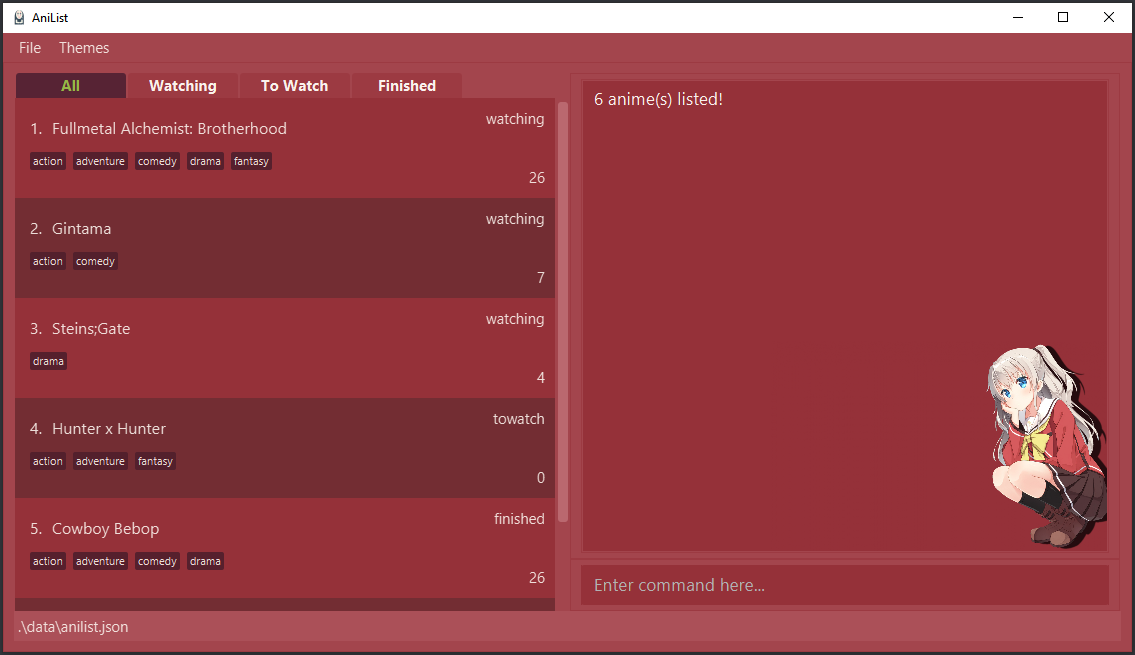 AniList
File Themes
All Watching To Watch Finished
1. Fullmetal Alchemist: Brotherhood
watching
action adventure comedy drama fantasy
26
2. Gintama
watching
action comedy
7
3. Steins;Gate
watching
drama
4
4. Hunter x Hunter
towatch
action adventure fantasy
0
5. Cowboy Bebop
finished
action adventure comedy drama
26
6 anime(s) listed!
Enter command here...
.\data\anilist.json